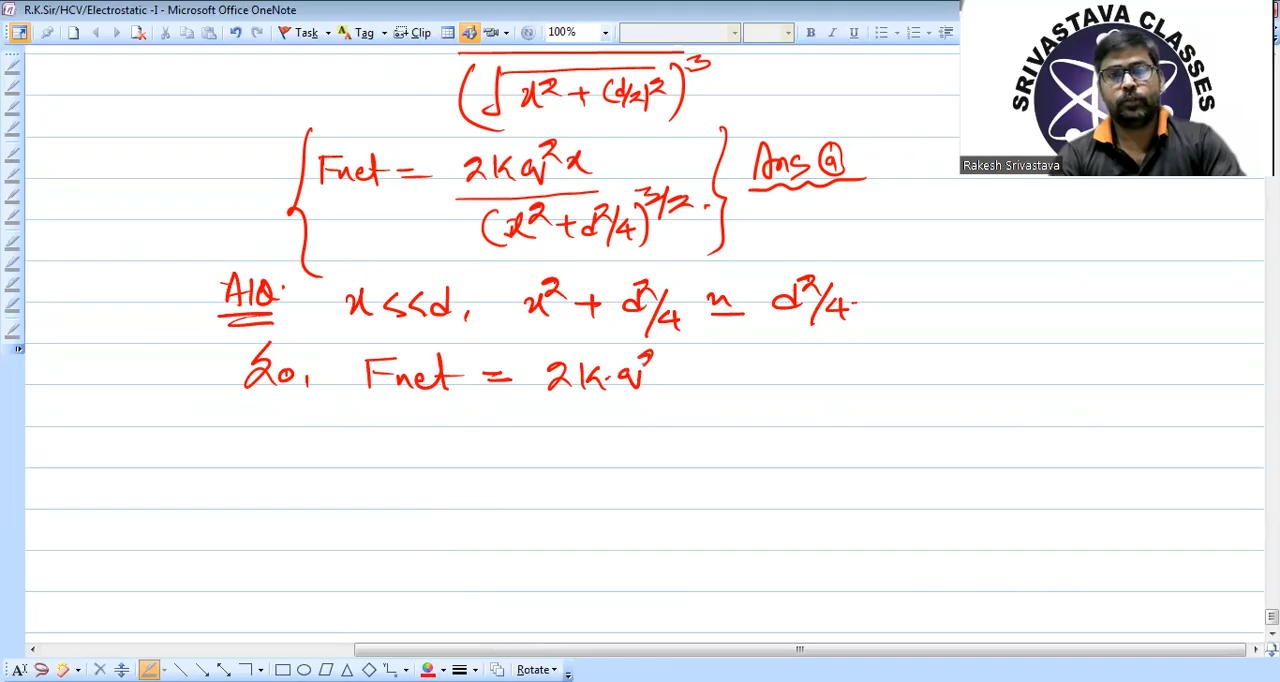 R.K.Sir/HCV/Electrostatic -I - Microsoft Office OneNote
Task Tag Clip 100% B I U
SRIVASTAVA CLASSES
Rakesh Srivastava
(√x² + (d/2)²)³
{ Fnet = 2Kq²x / (x² + d²/4)^3/2 . } Ans (a)
A/Q. x << d, x² + d²/4 ≈ d²/4.
So, Fnet = 2K.q²
Rotate